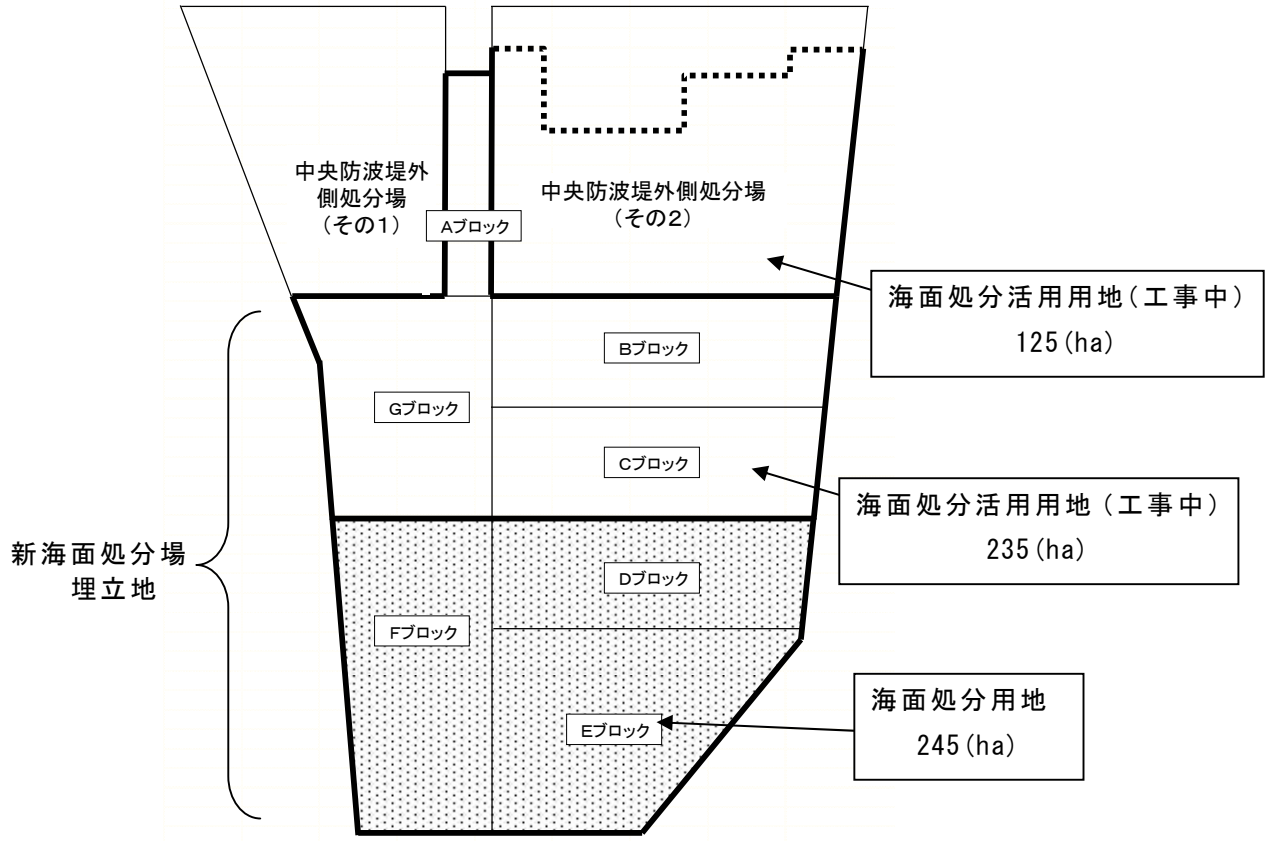 中央防波堤外
側処分場
（その１）
Aブロック
中央防波堤外側処分場
（その２）
海面処分活用用地（工事中）
125(ha)
Bブロック
Gブロック
Cブロック
海面処分活用用地（工事中）
235(ha)
新海面処分場
埋立地
Dブロック
Fブロック
Eブロック
海面処分用地
245(ha)